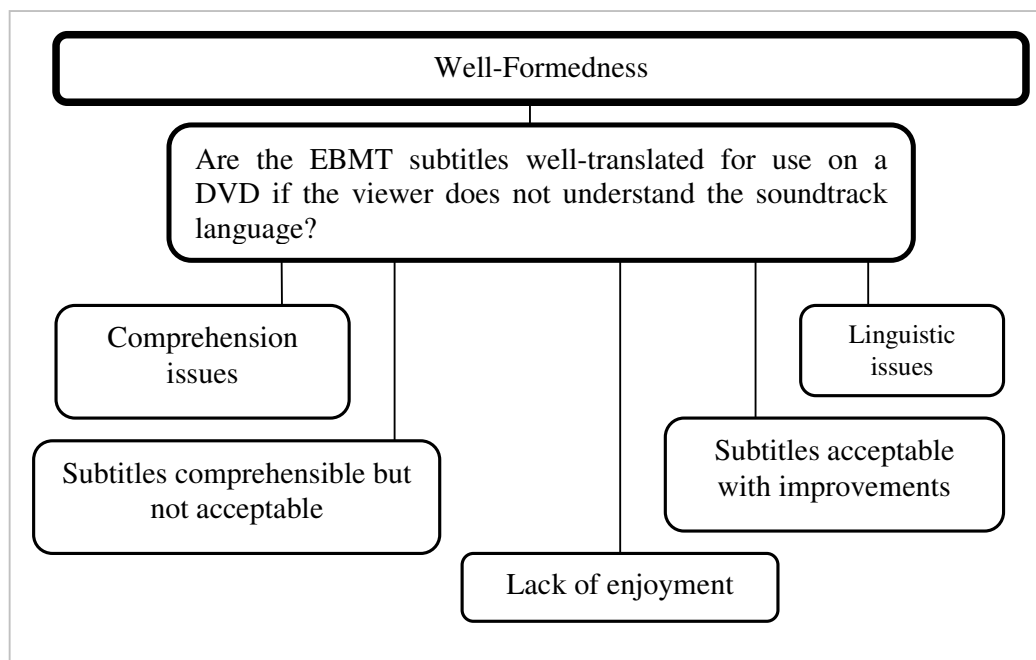 Well-Formedness
Are the EBMT subtitles well-translated for use on a
DVD if the viewer does not understand the soundtrack
language?
Comprehension
issues
Linguistic
issues
Subtitles comprehensible but
not acceptable
Subtitles acceptable
with improvements
Lack of enjoyment